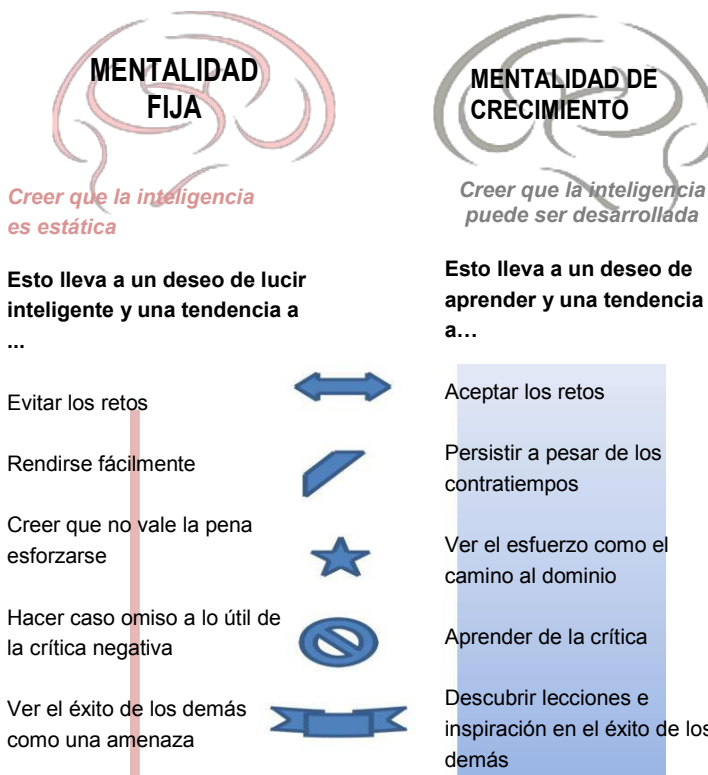 MENTALIDAD
FIJA
Creer que la inteligencia
es estática
Esto lleva a un deseo de lucir
inteligente y una tendencia a
...
Evitar los retos
Rendirse fácilmente
Creer que no vale la pena
esforzarse
Hacer caso omiso a lo útil de
la crítica negativa
Ver el éxito de los demás
como una amenaza
MENTALIDAD DE
CRECIMIENTO
Creer que la inteligencia
puede ser desarrollada
Esto lleva a un deseo de
aprender y una tendencia
a…
Aceptar los retos
Persistir a pesar de los
contratiempos
Ver el esfuerzo como el
camino al dominio
Aprender de la crítica
Descubrir lecciones e
inspiración en el éxito de los
demás